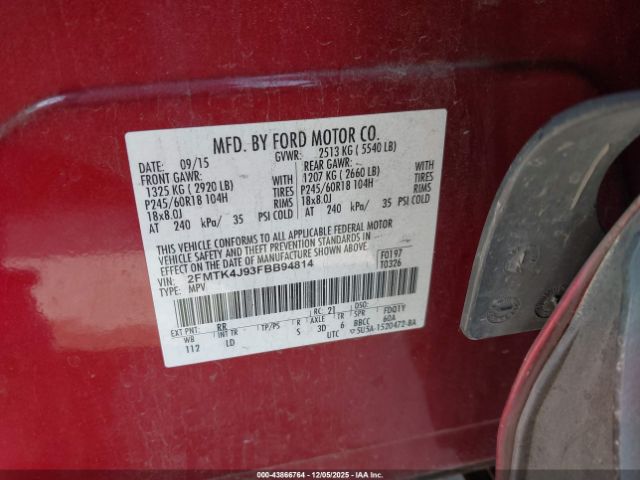 MFD. BY FORD MOTOR CO.
DATE: 09/15 GVWR: 2513 KG ( 5540 LB)
FRONT GAWR: REAR GAWR:
1325 KG ( 2920 LB) WITH 1207 KG ( 2660 LB) WITH
P245/60R18 104H TIRES P245/60R18 104H TIRES
18x8.0J RIMS 18x8.0J RIMS
AT 240 kPa/ 35 PSI COLD AT 240 kPa/ 35 PSI COLD
THIS VEHICLE CONFORMS TO ALL APPLICABLE FEDERAL MOTOR
VEHICLE SAFETY AND THEFT PREVENTION STANDARDS IN
EFFECT ON THE DATE OF MANUFACTURE SHOWN ABOVE.
VIN: 2FMTK4J93FBB94814 F0197
TYPE: MPV T0326
EXT PNT: RR RC: 21 DSO:
WB INT TR TP/PS R AXLE TR SPR FDQTY
112 LD S 3D 6 BBCC 60A
UTC ▽5U5A-1520472-BA
000-43866764 | 12/05/2025 - IAA Inc.